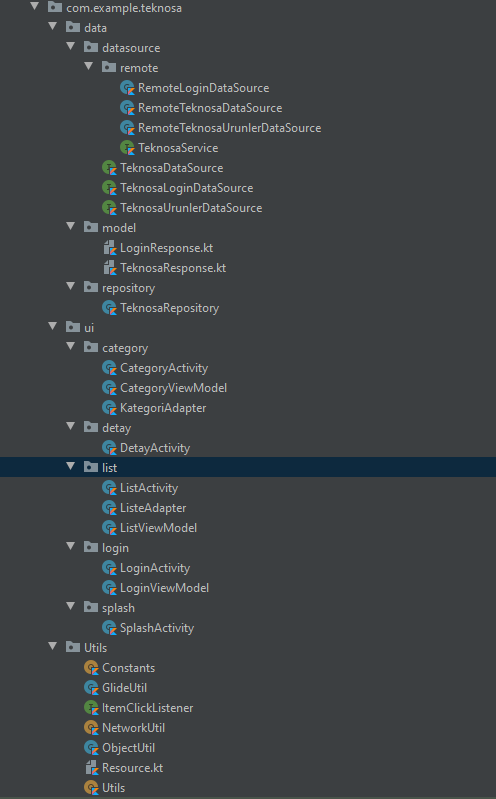 com.example.teknosa
data
datasource
remote
RemoteLoginDataSource
RemoteTeknosaDataSource
RemoteTeknosaUrunlerDataSource
TeknosaService
TeknosaDataSource
TeknosaLoginDataSource
TeknosaUrunlerDataSource
model
LoginResponse.kt
TeknosaResponse.kt
repository
TeknosaRepository
ui
category
CategoryActivity
CategoryViewModel
KategoriAdapter
detay
DetayActivity
list
ListActivity
ListeAdapter
ListViewModel
login
LoginActivity
LoginViewModel
splash
SplashActivity
Utils
Constants
GlideUtil
ItemClickListener
NetworkUtil
ObjectUtil
Resource.kt
Utils